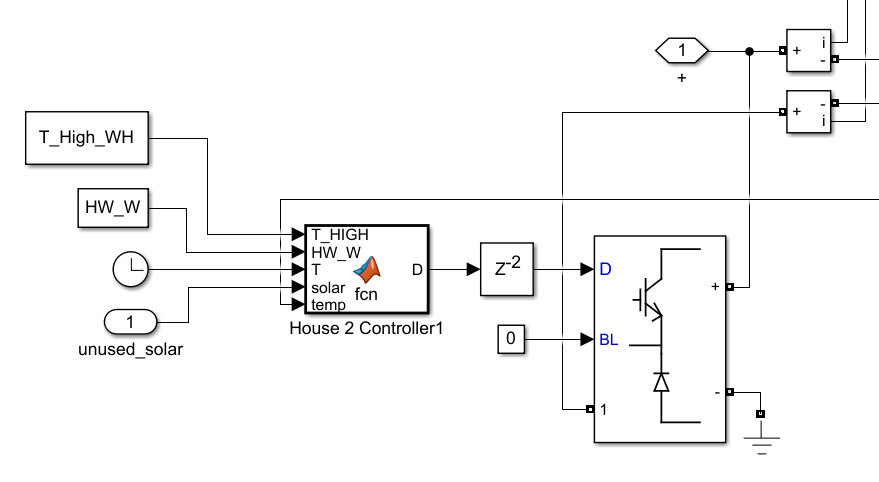 1
+
+
i
-
+
-
i
T_High_WH
HW_W
T_HIGH
HW_W
T
solar
temp
fcn
D
House 2 Controller1
1
unused_solar
Z-2
0
D
BL
1
+
-